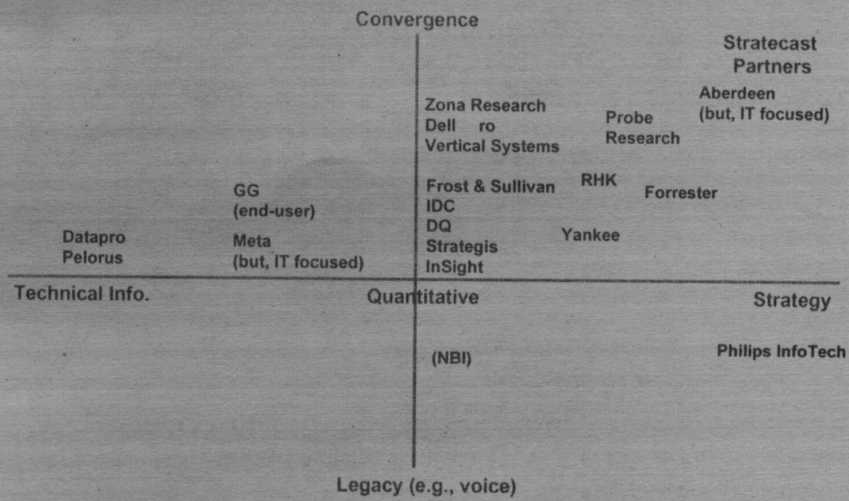 Convergence
Stratecast
Partners
Aberdeen
(but, IT focused)
Zona Research
Dell ro
Vertical Systems
Probe
Research
GG
(end-user)
Frost & Sullivan
IDC
DQ
Strategis
InSight
RHK
Forrester
Yankee
Datapro
Pelorus
Meta
(but, IT focused)
Technical Info.
Quantitative
Strategy
(NBI)
Philips InfoTech
Legacy (e.g., voice)